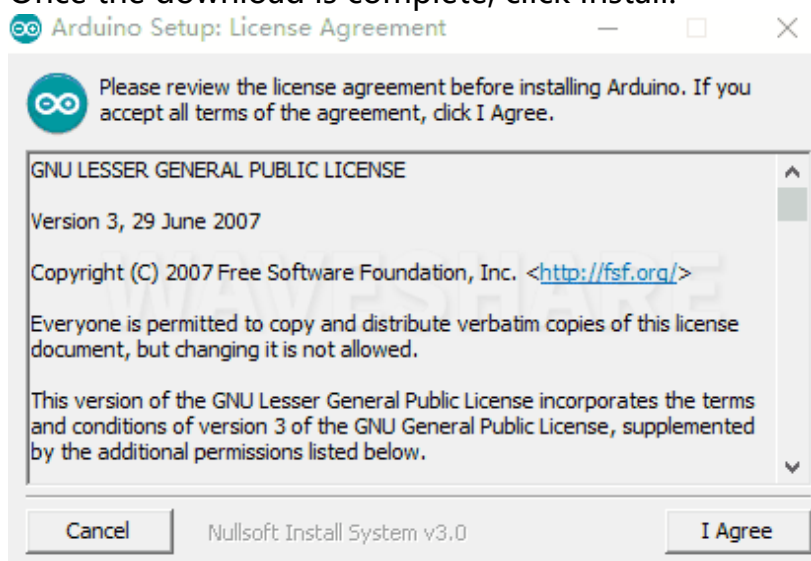 Once the download is complete, click Install.
Arduino Setup: License Agreement
Please review the license agreement before installing Arduino. If you
accept all terms of the agreement, click I Agree.
GNU LESSER GENERAL PUBLIC LICENSE
Version 3, 29 June 2007
Copyright (C) 2007 Free Software Foundation, Inc. <http://fsf.org/>
Everyone is permitted to copy and distribute verbatim copies of this license
document, but changing it is not allowed.
This version of the GNU Lesser General Public License incorporates the terms
and conditions of version 3 of the GNU General Public License, supplemented
by the additional permissions listed below.
WAVESHARE
Cancel
Nullsoft Install System v3.0
I Agree